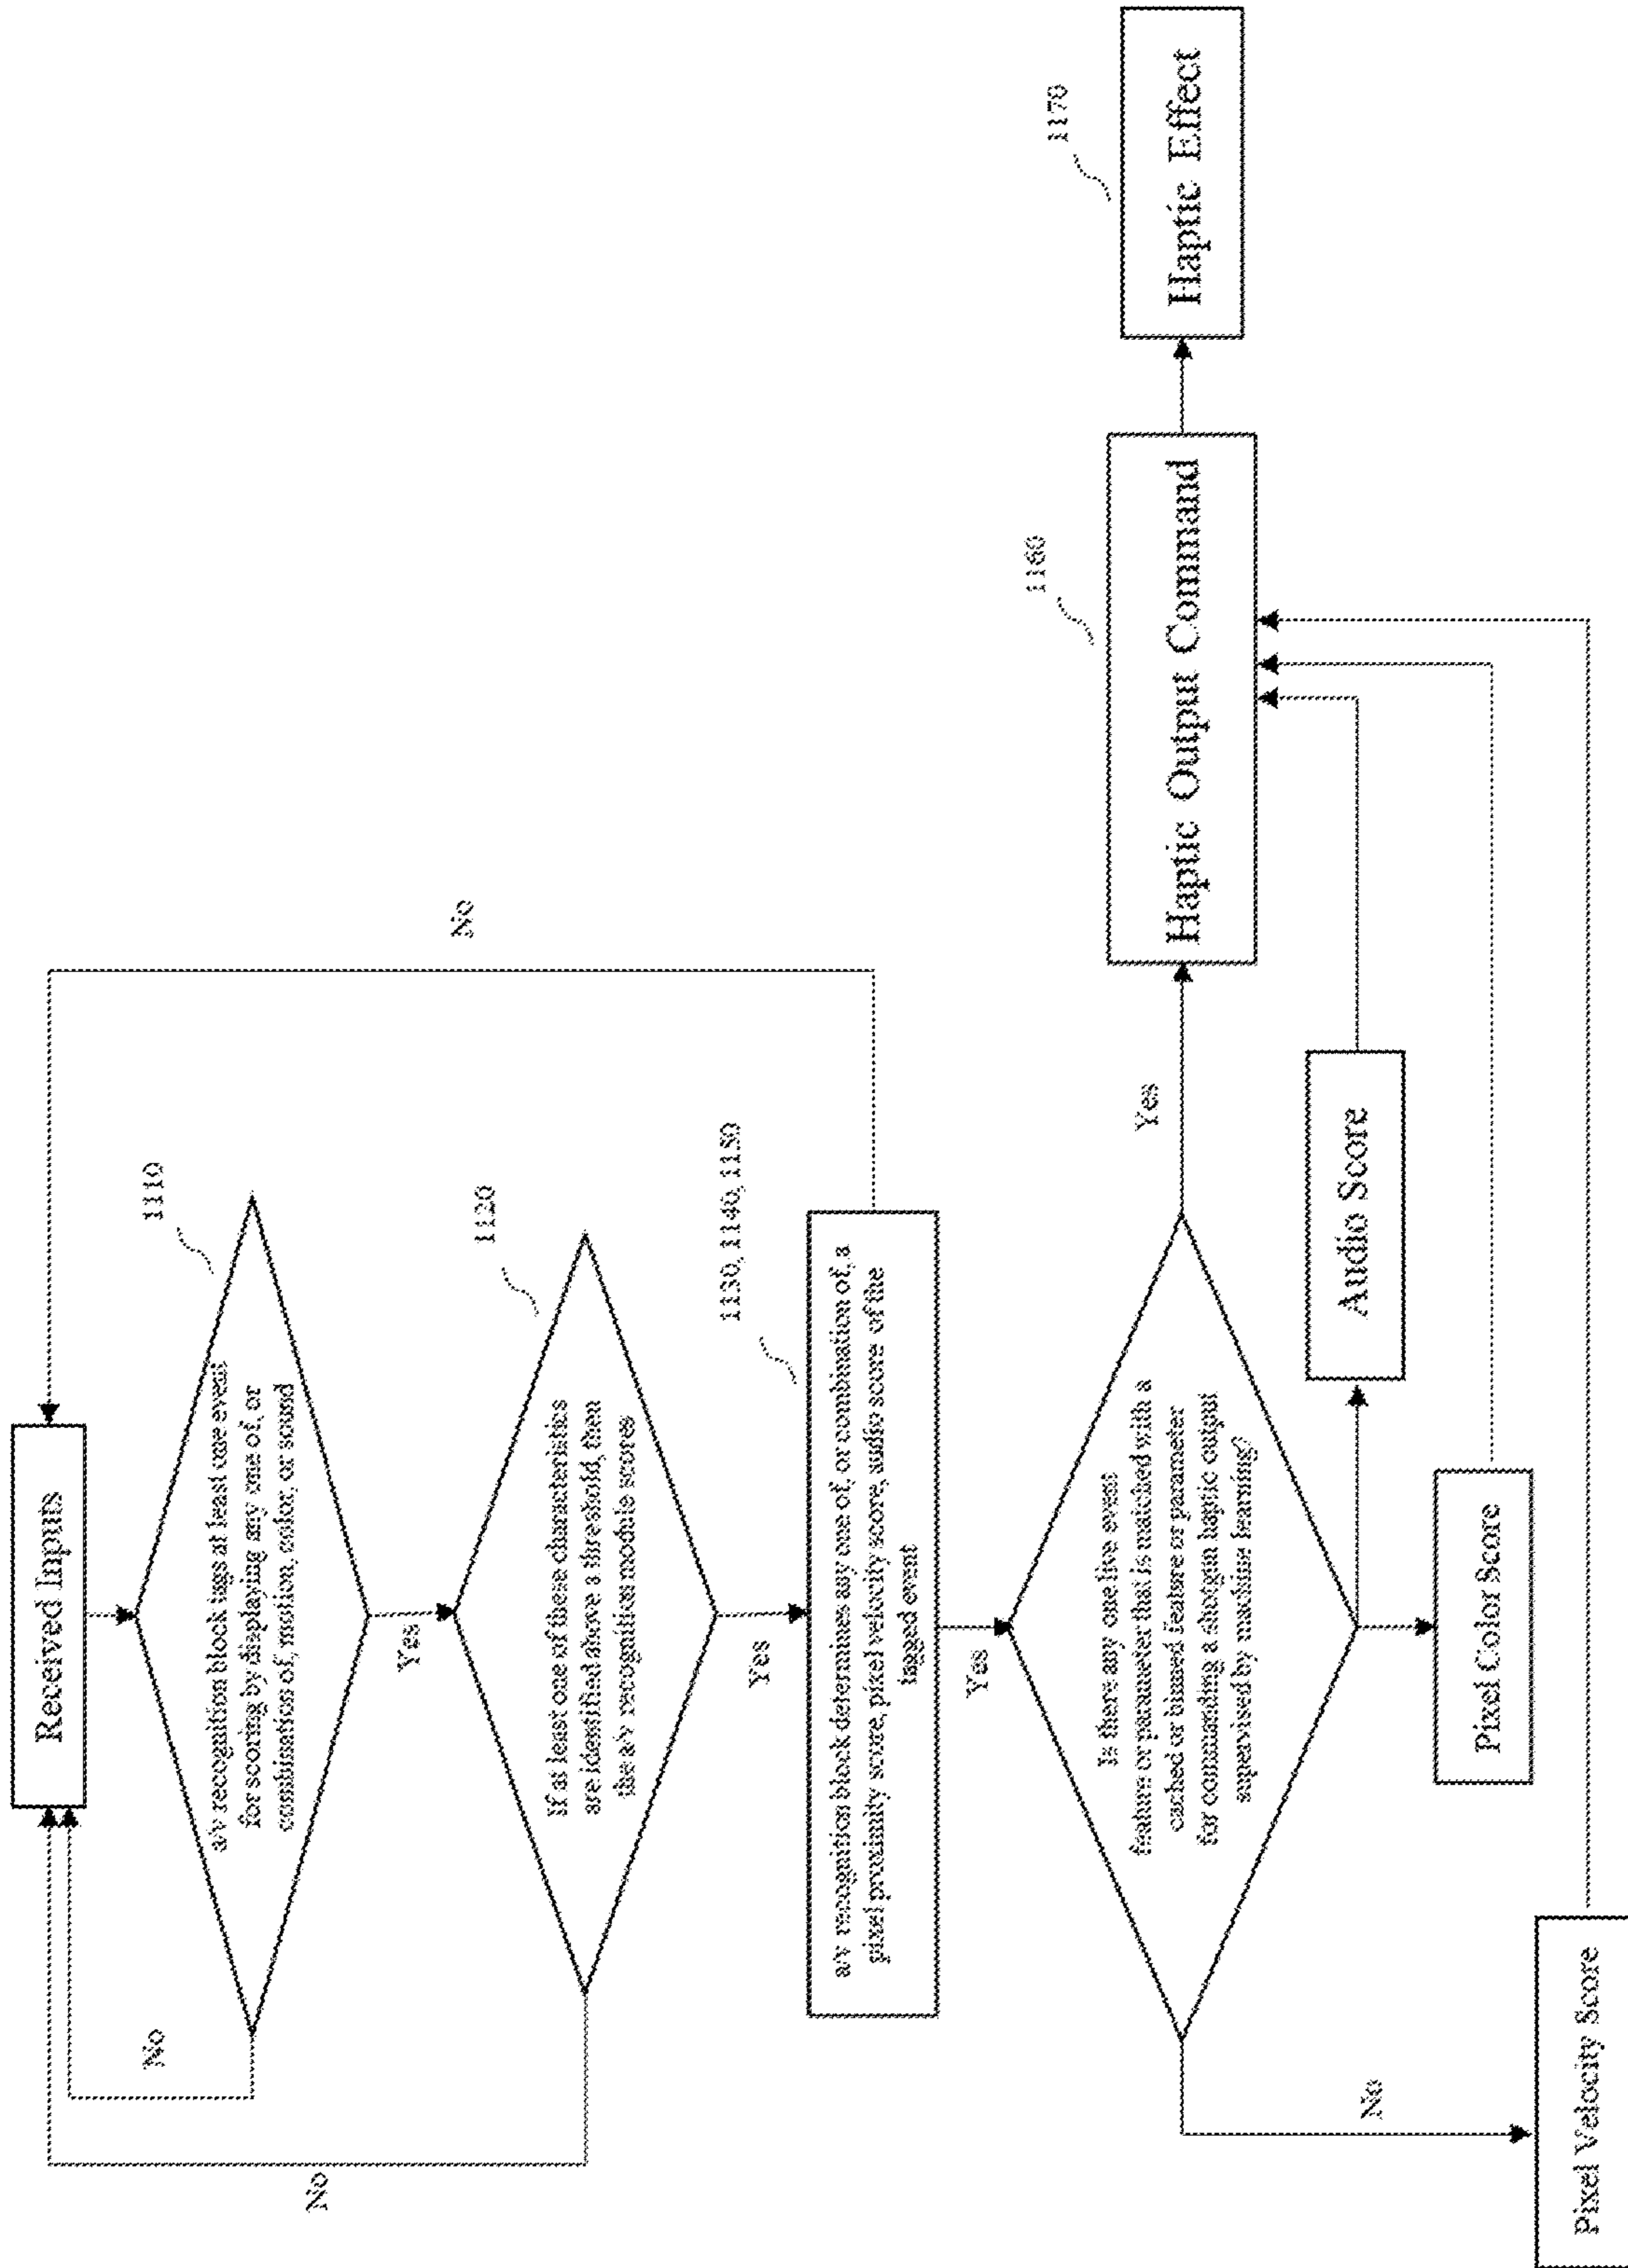 Received Inputs
1110
a/v recognition block tags at least one event
for scoring by displaying any one of, or
combination of, motion, color, or sound
No
Yes
1120
If at least one of these characteristics
are identified above a threshold, then
the a/v recognition module scores
No
Yes
1130, 1140, 1150
a/v recognition block determines any one of, or combination of, a
pixel proximity score, pixel velocity score, audio score of the
tagged event
No
Yes
Is there any one live event
feature or parameter that is matched with a
cached or binned feature or parameter
for commanding a shotgun haptic output
supervised by machine learning?
Yes
1160
Haptic Output Command
1170
Haptic Effect
No
Audio Score
Pixel Color Score
Pixel Velocity Score